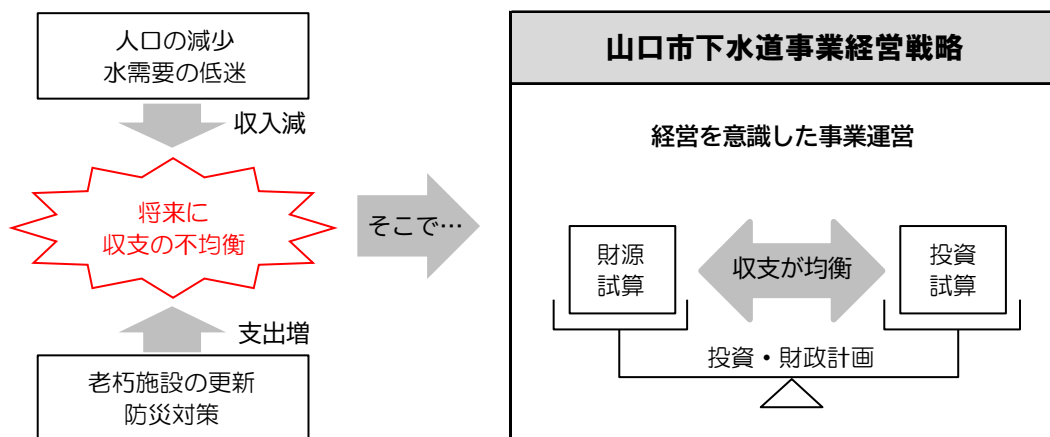 人口の減少
水需要の低迷
収入減
将来に
収支の不均衡
支出増
老朽施設の更新
防災対策
そこで…
山口市下水道事業経営戦略
経営を意識した事業運営
財源
試算
収支が均衡
投資
試算
投資・財政計画